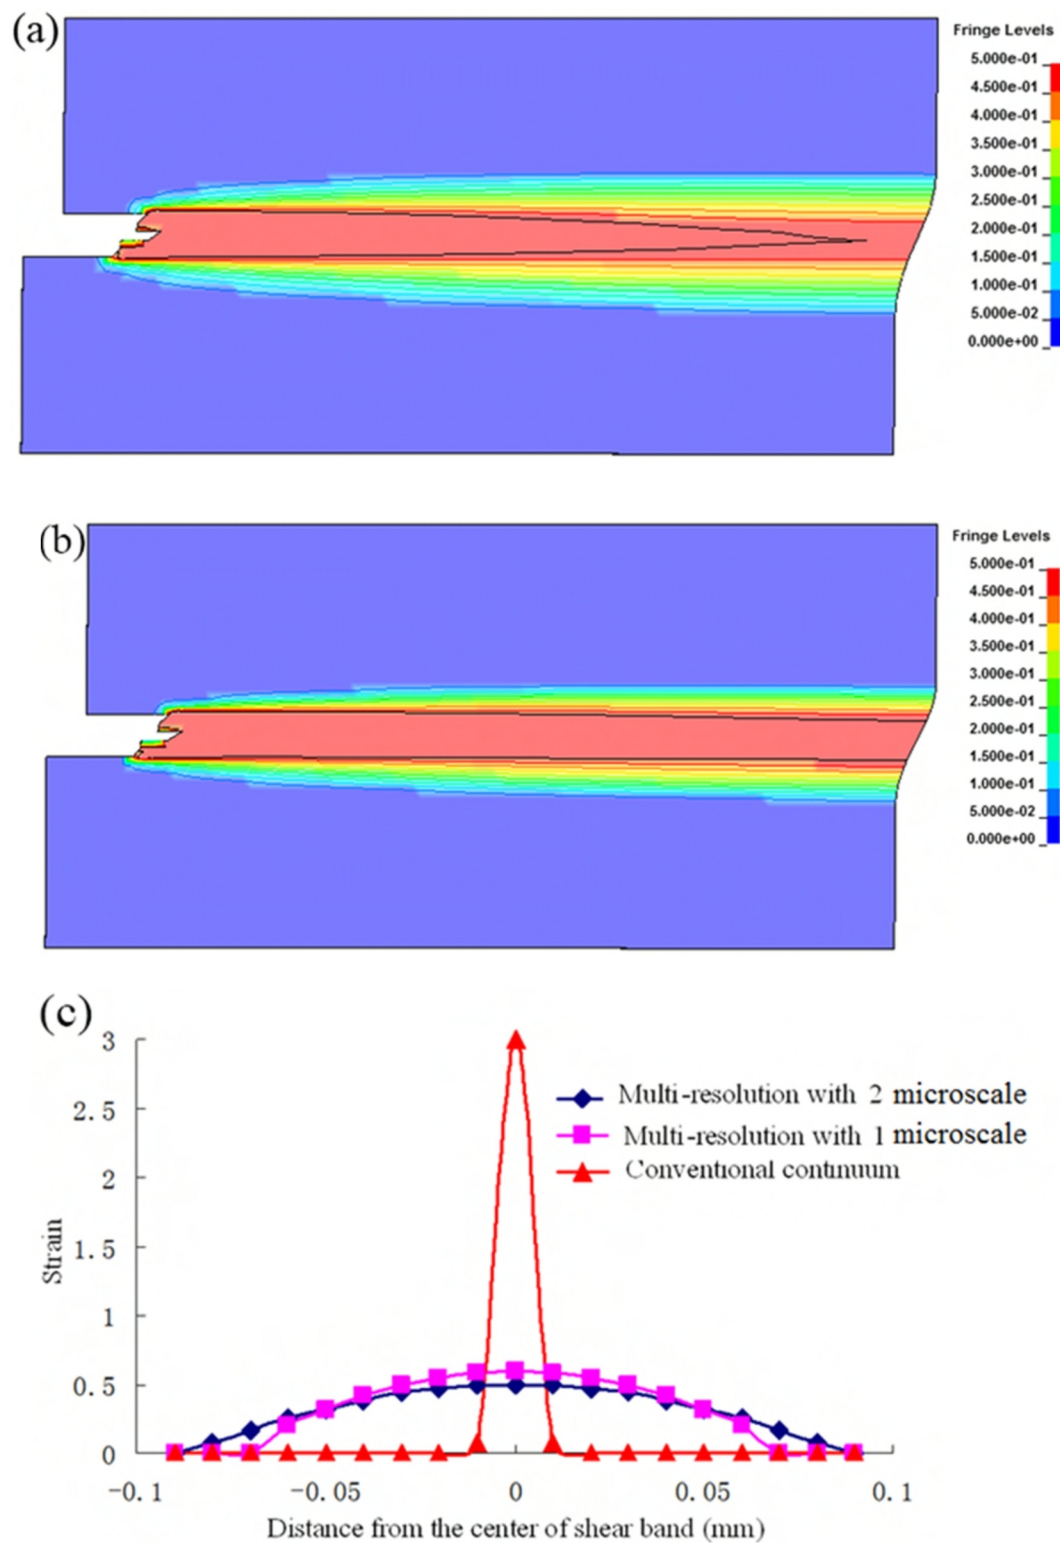 (a)
Fringe Levels
5.000e-01
4.500e-01
4.000e-01
3.500e-01
3.000e-01
2.500e-01
2.000e-01
1.500e-01
1.000e-01
5.000e-02
0.000e+00
(b)
Fringe Levels
5.000e-01
4.500e-01
4.000e-01
3.500e-01
3.000e-01
2.500e-01
2.000e-01
1.500e-01
1.000e-01
5.000e-02
0.000e+00
(c)
3
2.5
2
1.5
1
0.5
0
Strain
Multi-resolution with 2 microscale
Multi-resolution with 1 microscale
Conventional continuum
-0.1 -0.05 0 0.05 0.1
Distance from the center of shear band (mm)